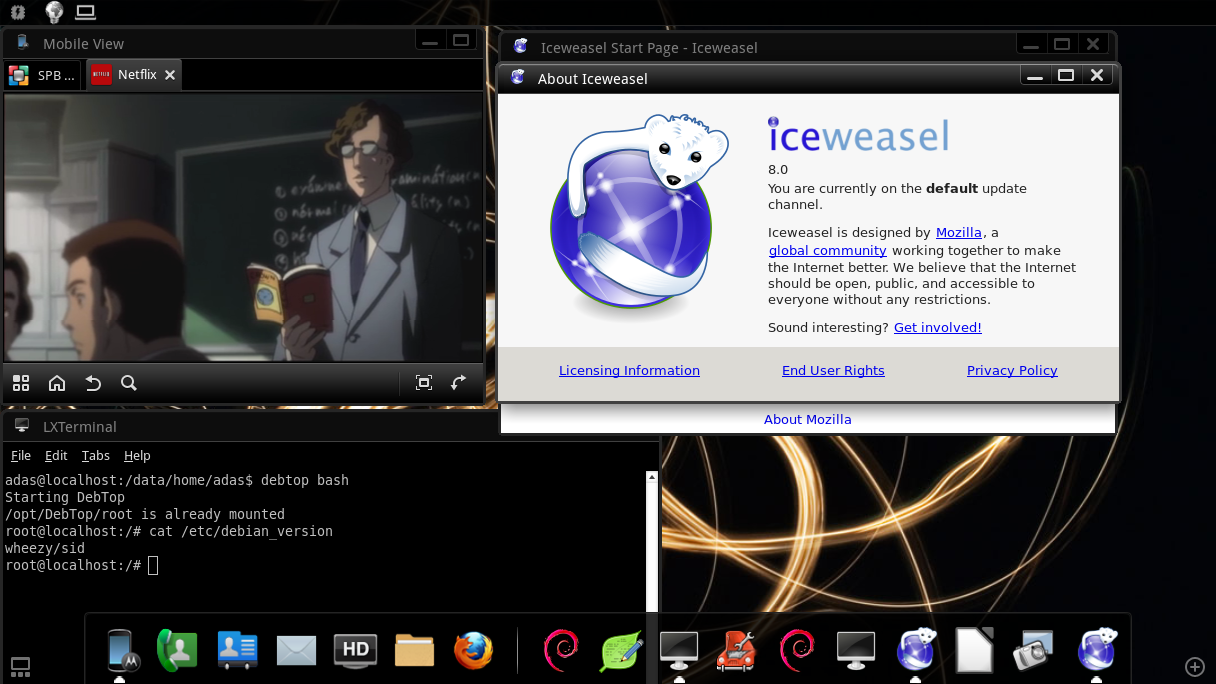 Mobile View
SPB ...
NETFLIX
Netflix
Iceweasel Start Page - Iceweasel
About Iceweasel
iceweasel
8.0
You are currently on the default update
channel.
Iceweasel is designed by Mozilla, a
global community working together to make
the Internet better. We believe that the Internet
should be open, public, and accessible to
everyone without any restrictions.
Sound interesting? Get involved!
Licensing Information End User Rights Privacy Policy
About Mozilla
LXTerminal
File Edit Tabs Help
adas@localhost:/data/home/adas$ debtop bash
Starting DebTop
/opt/DebTop/root is already mounted
root@localhost:/# cat /etc/debian_version
wheezy/sid
root@localhost:/#
HD